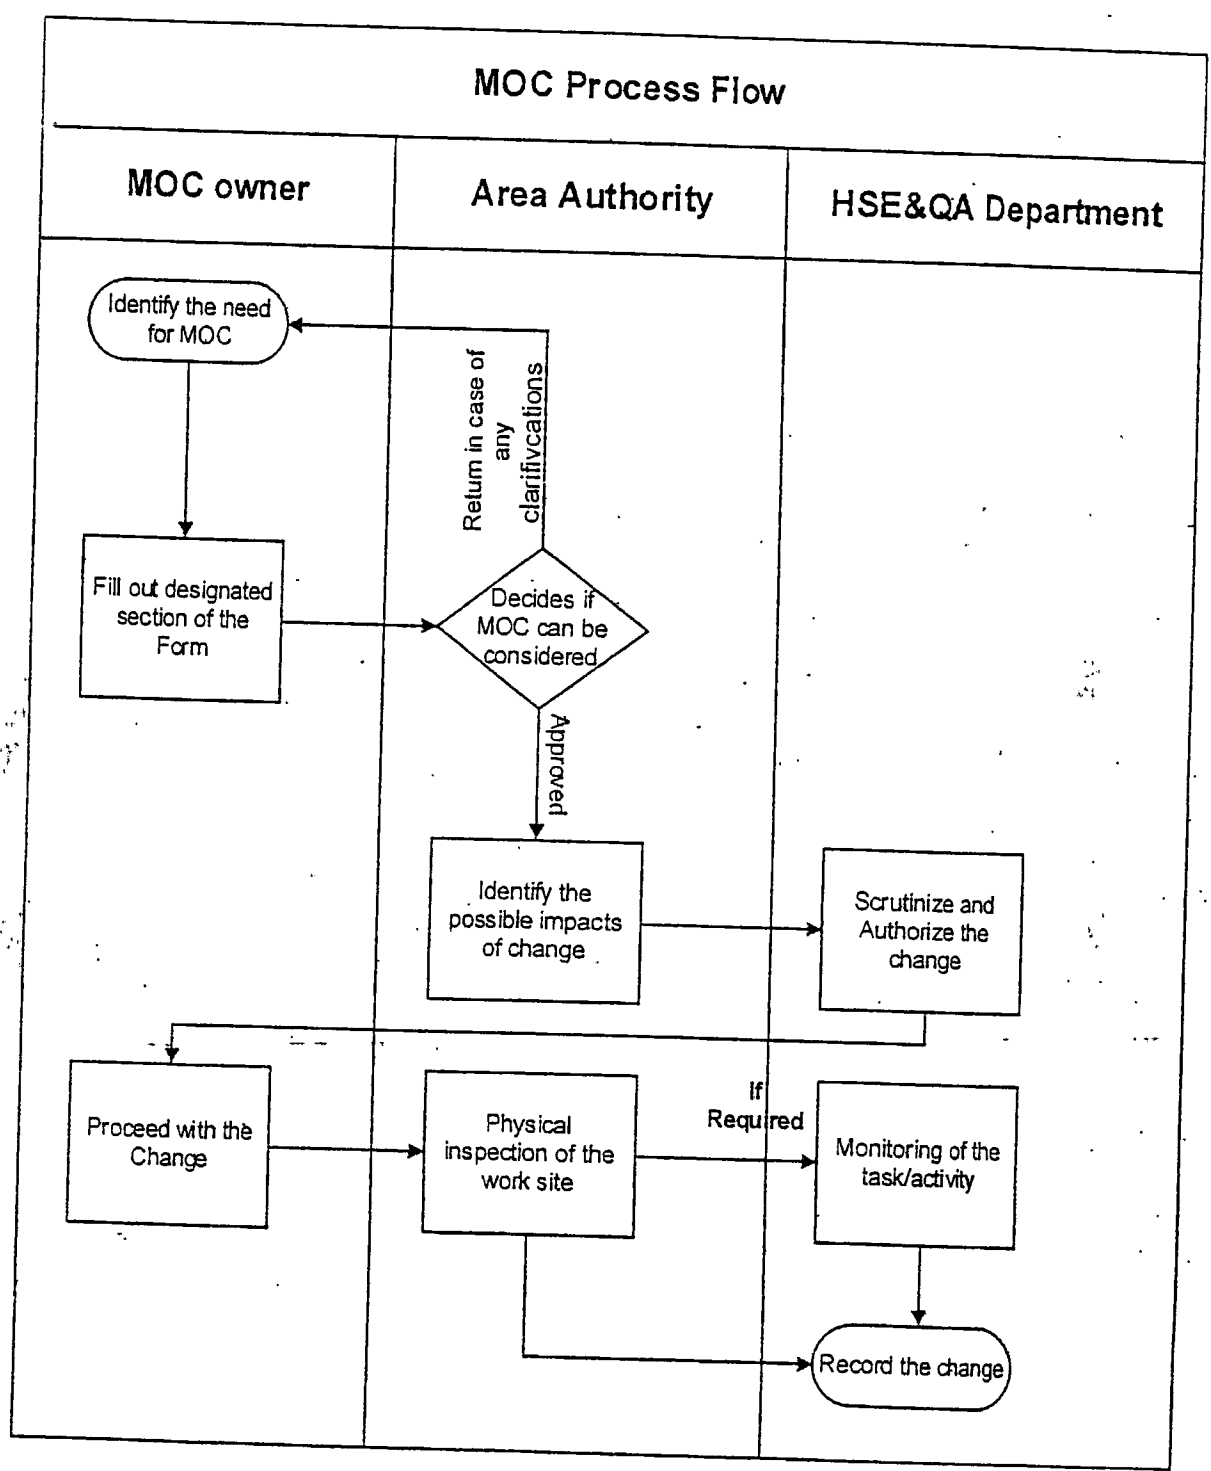 MOC Process Flow
MOC owner
Area Authority
HSE&QA Department
Identify the need
for MOC
Return in case of
any
clarifivcations
Fill out designated
section of the
Form
Decides if
MOC can be
considered
Approved
Identify the
possible impacts
of change
Scrutinize and
Authorize the
change
Proceed with the
Change
Physical
inspection of the
work site
If
Required
Monitoring of the
task/activity
Record the change